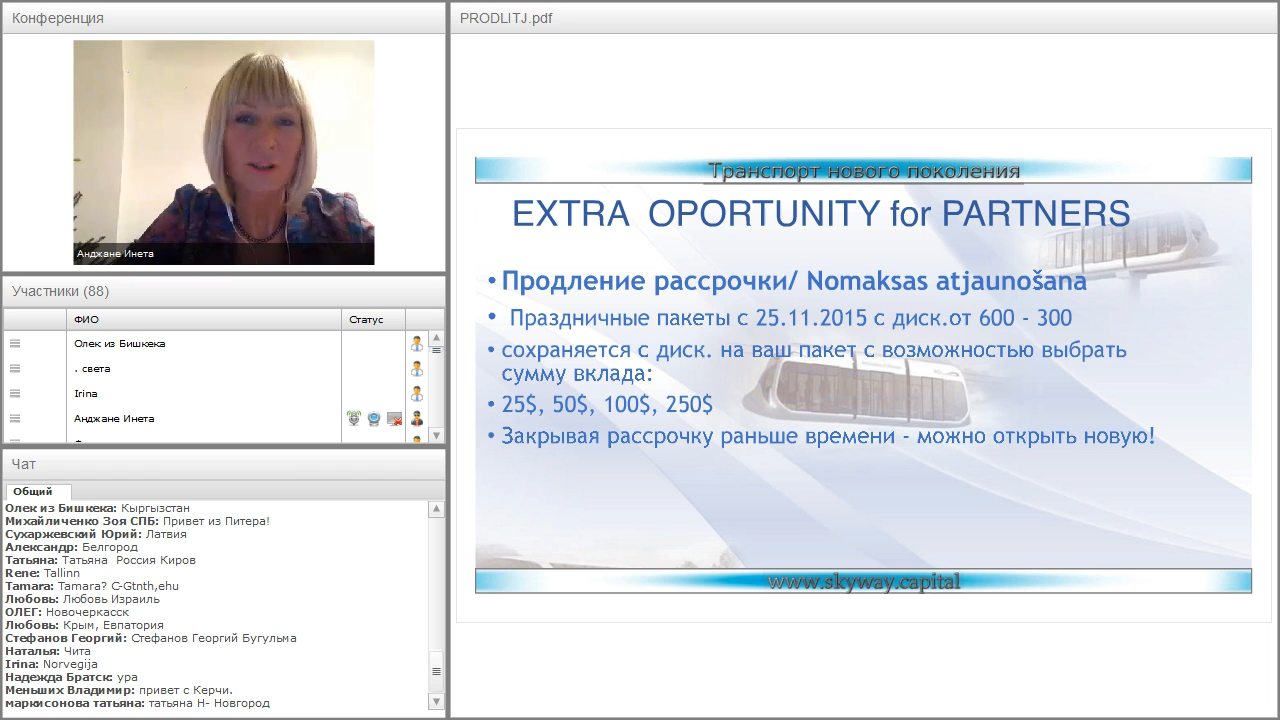 Конференция
Анджане Инета
Участники (88)
ФИО
Статус
Олек из Бишкека
. света
Irina
Анджане Инета
Чат
Общий
Олек из Бишкека: Кыргызстан
Михайличенко Зоя СПБ: Привет из Питера!
Сухаржевский Юрий: Латвия
Александр: Белгород
Татьяна: Татьяна  Россия Киров
Rene: Tallinn
Tamara: Tamara? C-Gtnth,ehu
Любовь: Любовь Израиль
ОЛЕГ: Новочеркасск
Любовь: Крым, Евпатория
Стефанов Георгий: Стефанов Георгий Бугульма
Наталья: Чита
Irina: Norvegija
Надежда Братск: ура
Меньших Владимир: привет с Керчи.
маркисонова татьяна: татьяна Н- Новгород
PRODLITJ.pdf
Транспорт нового поколения
EXTRA  OPORTUNITY for PARTNERS
• Продление рассрочки/ Nomaksas atjaunošana
• Праздничные пакеты с 25.11.2015 с диск.от 600 - 300
• сохраняется с диск. на ваш пакет с возможностью выбрать
сумму вклада:
• 25$, 50$, 100$, 250$
• Закрывая рассрочку раньше времени - можно открыть новую!
www.skyway.capital